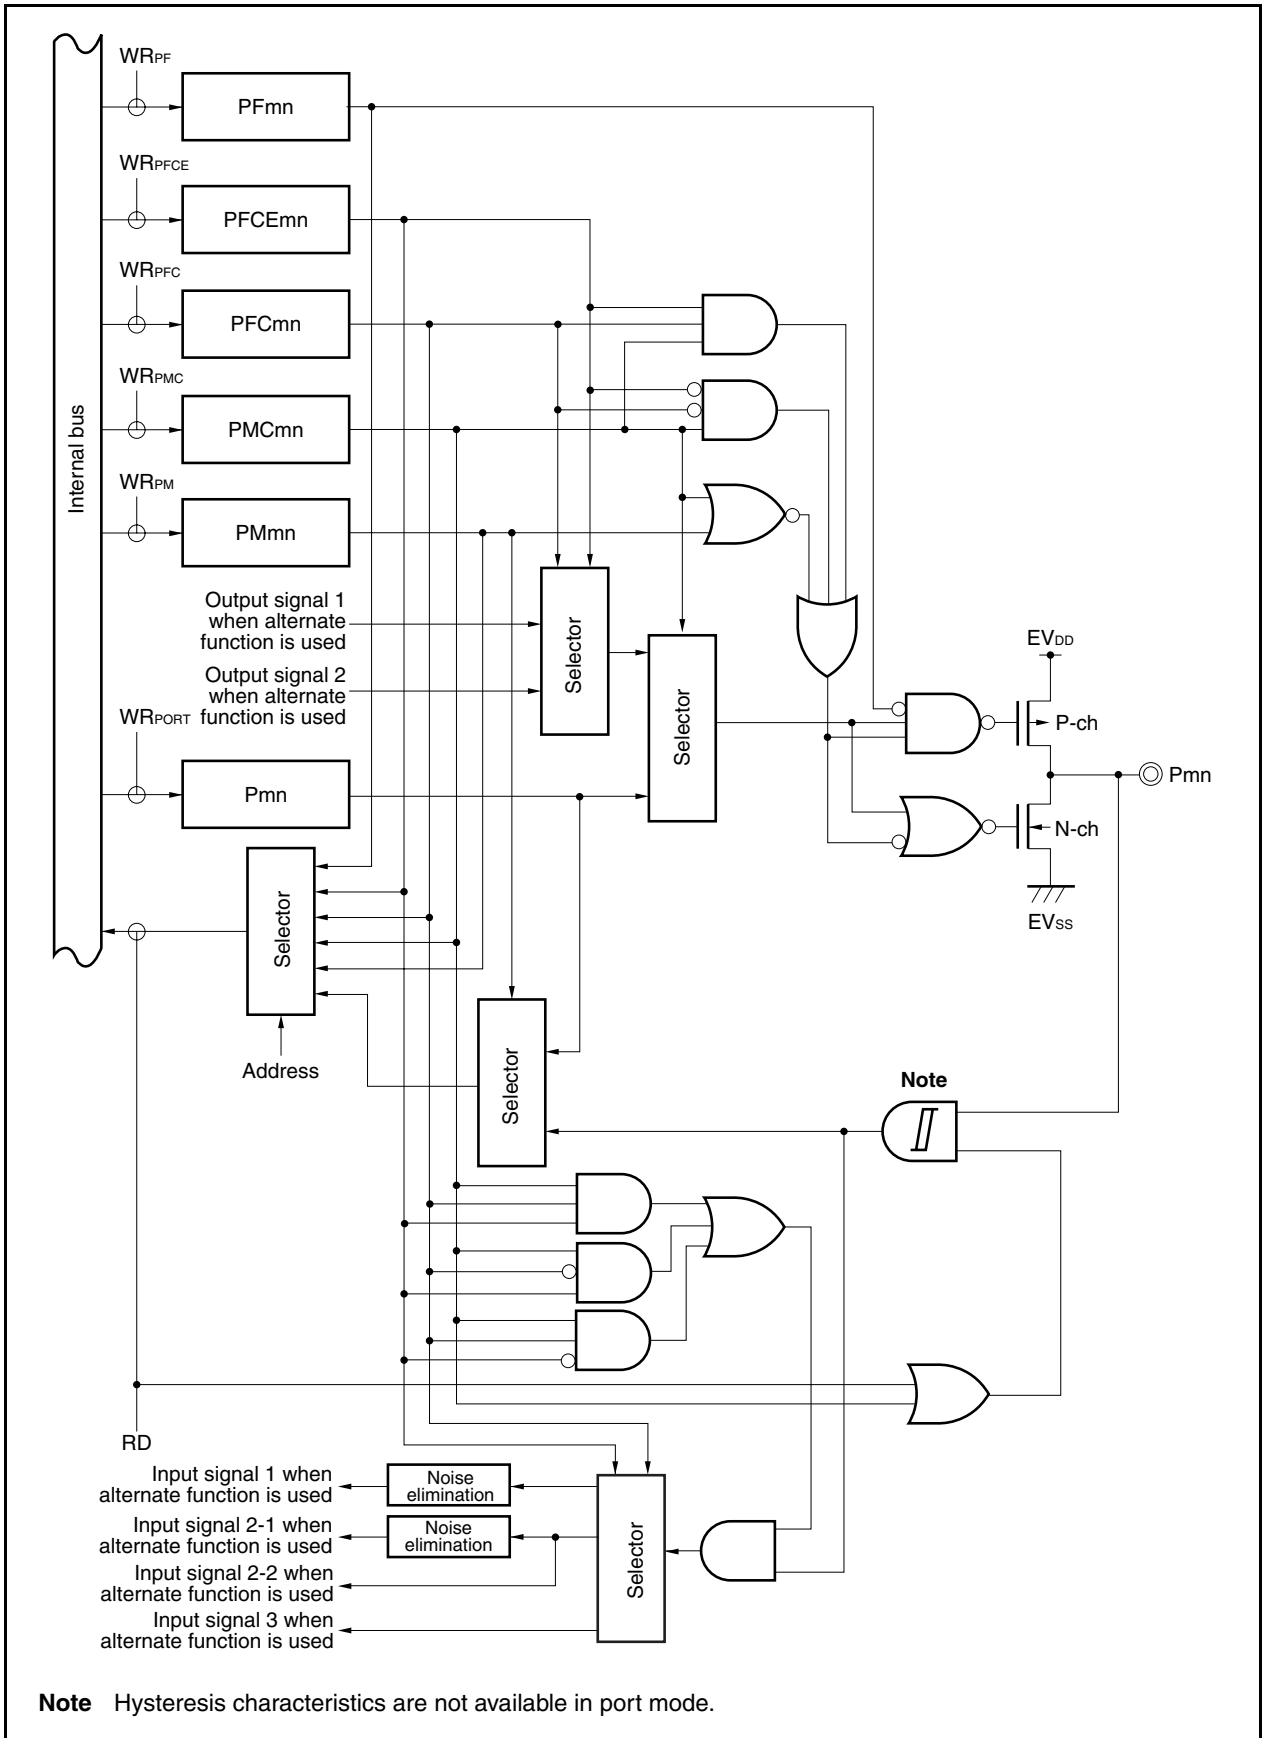 WRPF
PFmn
WRPFCE
PFCEmn
WRPFC
PFCmn
WRPMC
PMCmn
Internal bus
WRPM
PMmn
Output signal 1
when alternate
function is used
Output signal 2
when alternate
function is used
WRPORT
Pmn
Selector
Selector
EVDD
P-ch
Pmn
N-ch
EVSS
Selector
Address
Selector
Note
RD
Input signal 1 when
alternate function is used
Noise
elimination
Input signal 2-1 when
alternate function is used
Noise
elimination
Input signal 2-2 when
alternate function is used
Input signal 3 when
alternate function is used
Selector
Note Hysteresis characteristics are not available in port mode.